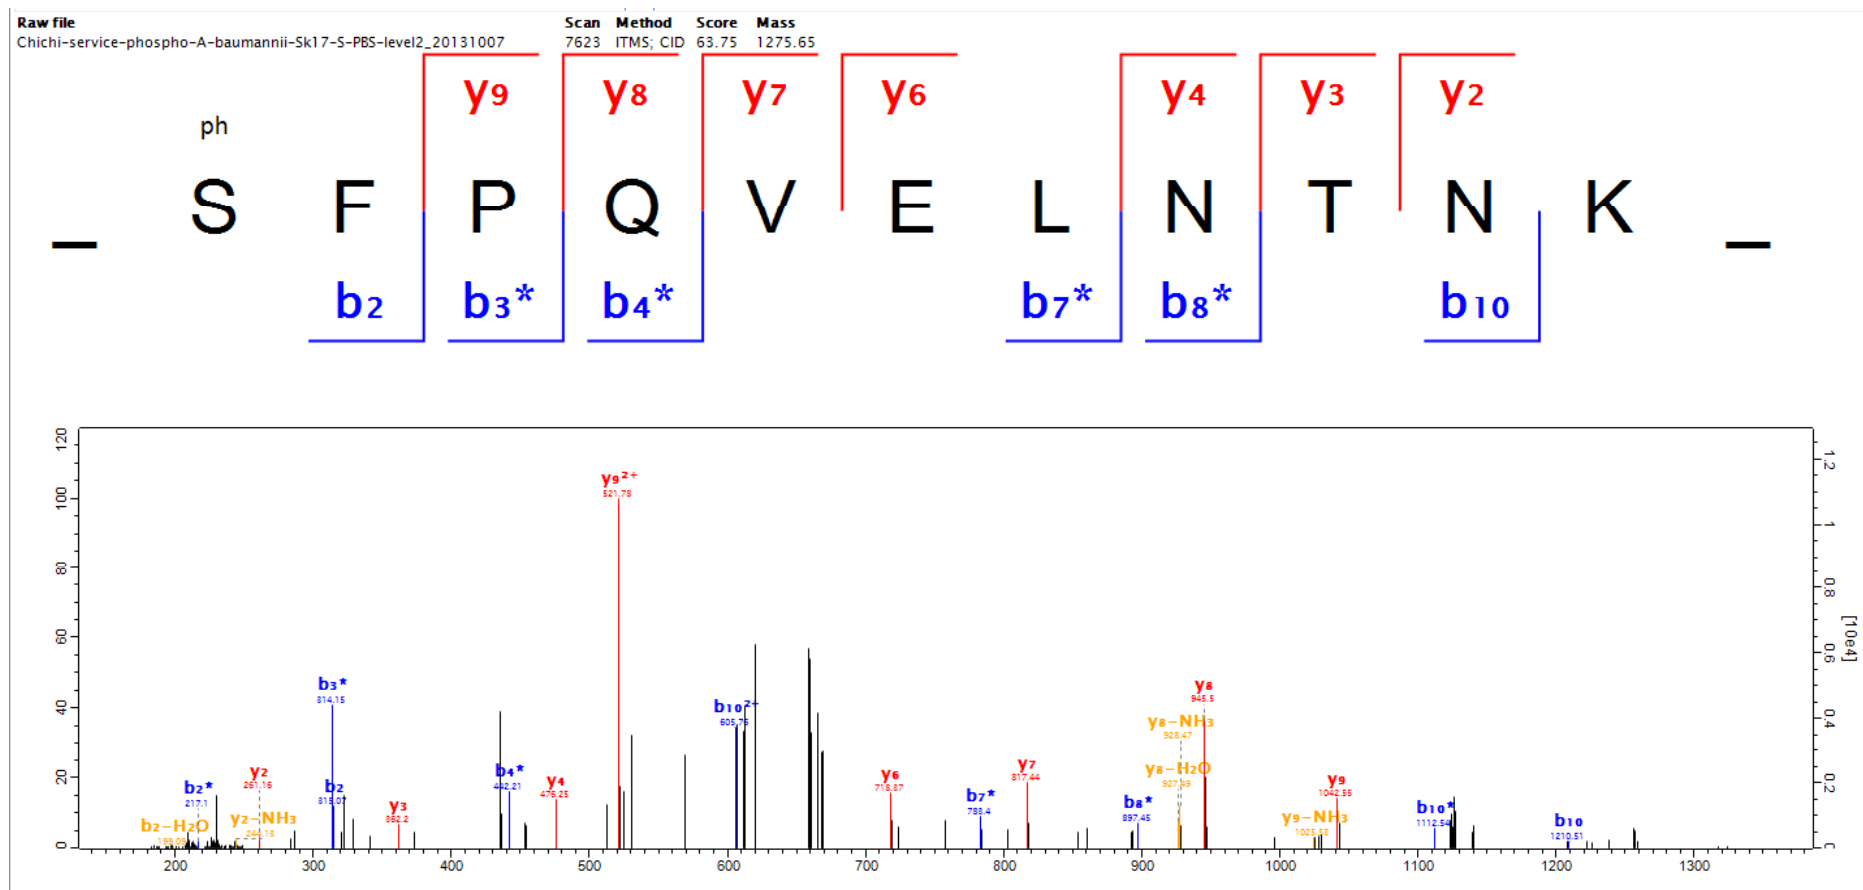 Raw file Scan Method Score Mass
Chichi-service-phospho-A-baumannii-Sk17-S-PBS-level2_20131007 7623 ITMS; CID 63.75 1275.65
y9 y8 y7 y6 y4 y3 y2
ph
_ S F P Q V E L N T N K _
b2 b3* b4* b7* b8* b10
120
100
80
60
40
20
0
y9²⁺
521.78
b3*
314.15
b2
315.07
b2*
217.1
b2-H2O
199.09
y2
261.16
y2-NH3
244.13
y3
362.2
b4*
442.21
y4
476.25
b10²⁺
605.76
y6
718.37
b7*
783.4
y7
817.44
b8*
897.45
y8
945.5
y8-NH3
928.47
y8-H2O
927.49
y9-NH3
1025.53
y9
1042.55
b10*
1112.54
b10
1210.51
1.2
1
0.8
0.6
0.4
0.2
0
[10e4]
200 300 400 500 600 700 800 900 1000 1100 1200 1300